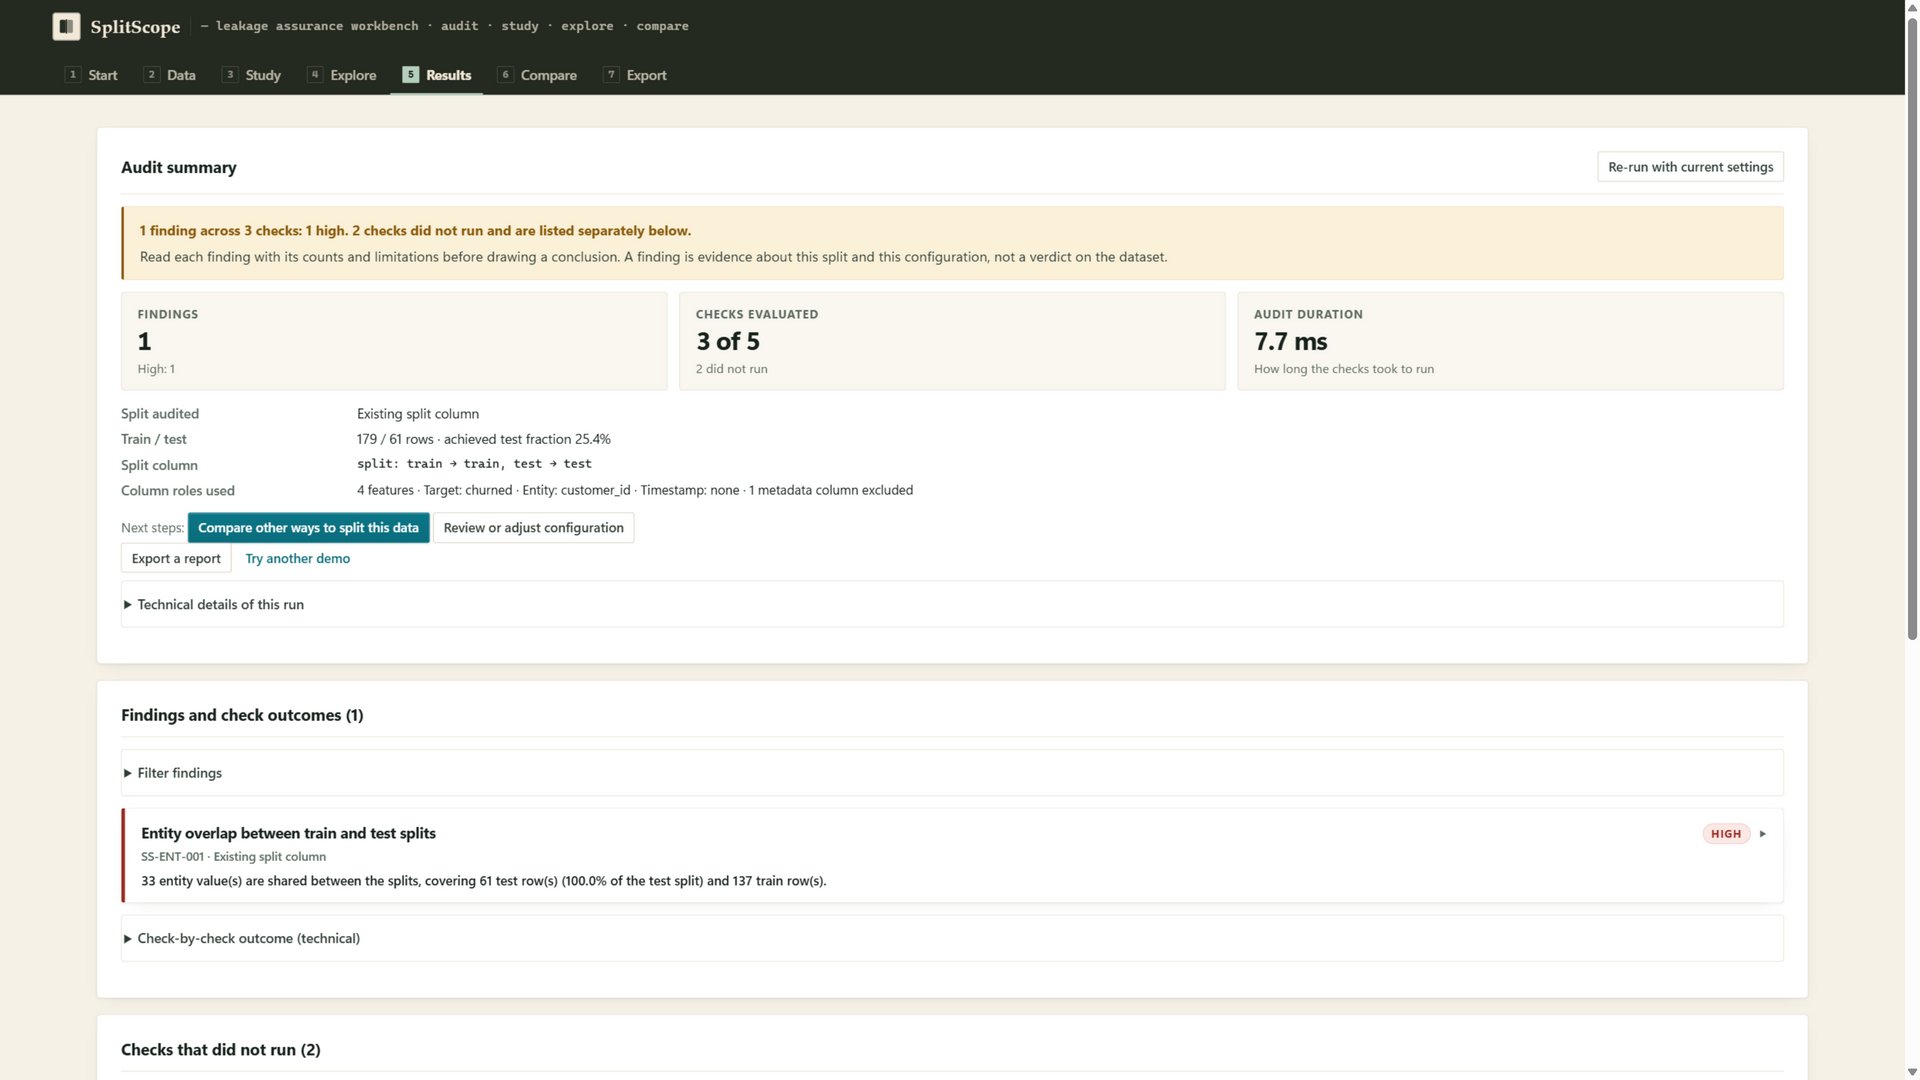 SplitScope — leakage assurance workbench · audit · study · explore · compare
1 Start 2 Data 3 Study 4 Explore 5 Results 6 Compare 7 Export
Audit summary
Re-run with current settings
1 finding across 3 checks: 1 high. 2 checks did not run and are listed separately below.
Read each finding with its counts and limitations before drawing a conclusion. A finding is evidence about this split and this configuration, not a verdict on the dataset.
FINDINGS
1
High: 1
CHECKS EVALUATED
3 of 5
2 did not run
AUDIT DURATION
7.7 ms
How long the checks took to run
Split audited Existing split column
Train / test 179 / 61 rows · achieved test fraction 25.4%
Split column split: train → train, test → test
Column roles used 4 features · Target: churned · Entity: customer_id · Timestamp: none · 1 metadata column excluded
Next steps: Compare other ways to split this data Review or adjust configuration
Export a report Try another demo
▶ Technical details of this run
Findings and check outcomes (1)
▶ Filter findings
Entity overlap between train and test splits
HIGH ▶
SS-ENT-001 · Existing split column
33 entity value(s) are shared between the splits, covering 61 test row(s) (100.0% of the test split) and 137 train row(s).
▶ Check-by-check outcome (technical)
Checks that did not run (2)